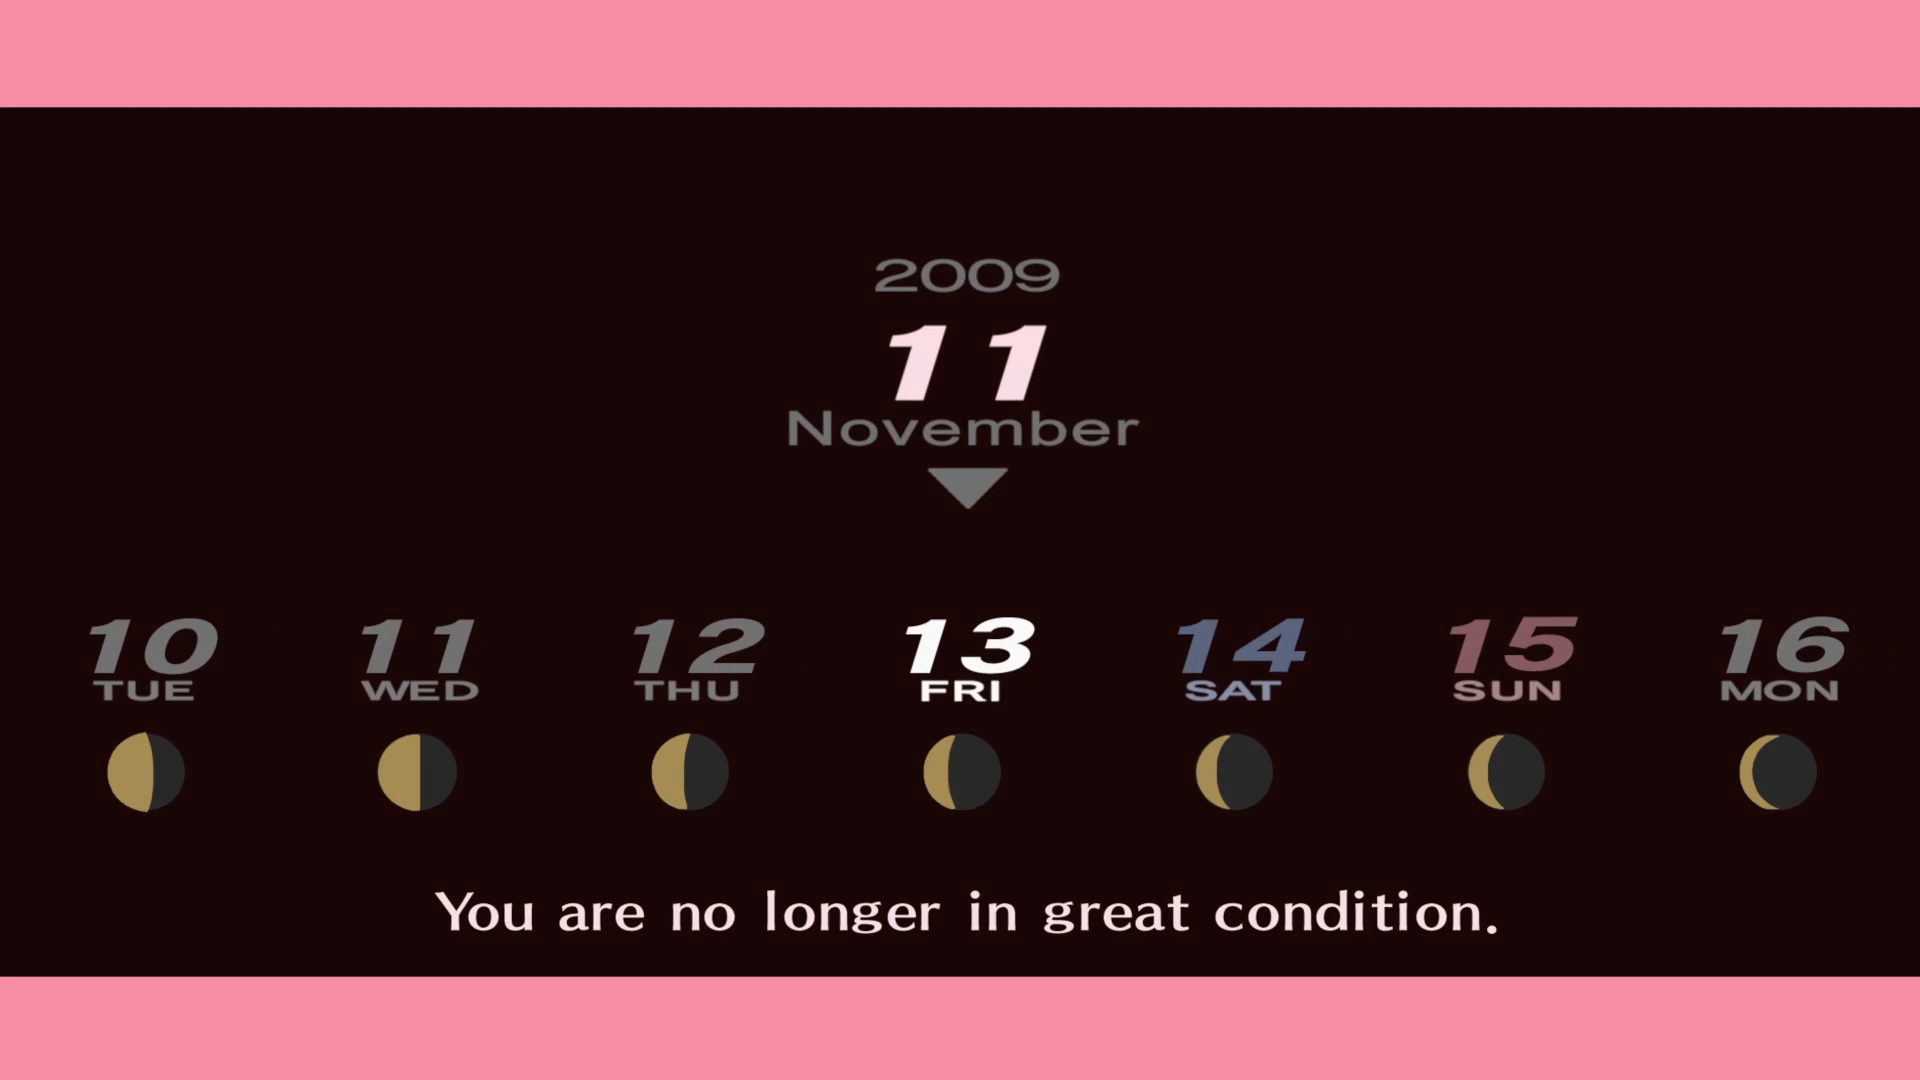 2009
11
November
10 11 12 13 14 15 16
TUE WED THU FRI SAT SUN MON
You are no longer in great condition.